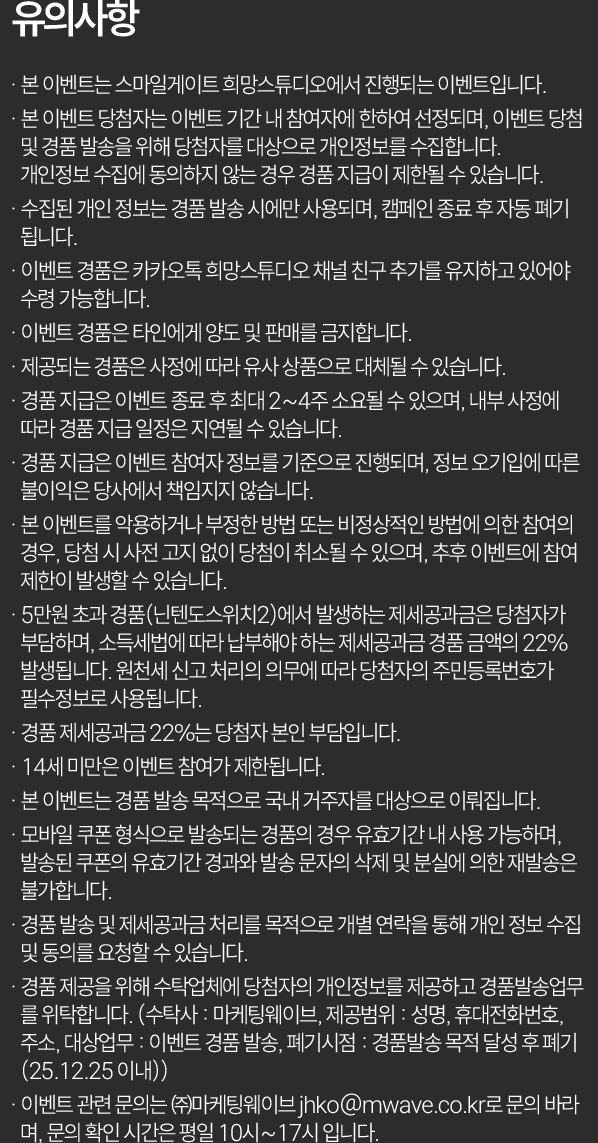 유의사항
· 본 이벤트는 스마일게이트 희망스튜디오에서 진행되는 이벤트입니다.
· 본 이벤트 당첨자는 이벤트 기간 내 참여자에 한하여 선정되며, 이벤트 당첨
및 경품 발송을 위해 당첨자를 대상으로 개인정보를 수집합니다.
개인정보 수집에 동의하지 않는 경우 경품 지급이 제한될 수 있습니다.
· 수집된 개인 정보는 경품 발송 시에만 사용되며, 캠페인 종료 후 자동 폐기
됩니다.
· 이벤트 경품은 카카오톡 희망스튜디오 채널 친구 추가를 유지하고 있어야
수령 가능합니다.
· 이벤트 경품은 타인에게 양도 및 판매를 금지합니다.
· 제공되는 경품은 사정에 따라 유사 상품으로 대체될 수 있습니다.
· 경품 지급은 이벤트 종료 후 최대 2~4주 소요될 수 있으며, 내부 사정에
따라 경품 지급 일정은 지연될 수 있습니다.
· 경품 지급은 이벤트 참여자 정보를 기준으로 진행되며, 정보 오기입에 따른
불이익은 당사에서 책임지지 않습니다.
· 본 이벤트를 악용하거나 부정한 방법 또는 비정상적인 방법에 의한 참여의
경우, 당첨 시 사전 고지 없이 당첨이 취소될 수 있으며, 추후 이벤트에 참여
제한이 발생할 수 있습니다.
· 5만원 초과 경품(닌텐도스위치2)에서 발생하는 제세공과금은 당첨자가
부담하며, 소득세법에 따라 납부해야 하는 제세공과금 경품 금액의 22%
발생됩니다. 원천세 신고 처리의 의무에 따라 당첨자의 주민등록번호가
필수정보로 사용됩니다.
· 경품 제세공과금 22%는 당첨자 본인 부담입니다.
· 14세 미만은 이벤트 참여가 제한됩니다.
· 본 이벤트는 경품 발송 목적으로 국내 거주자를 대상으로 이뤄집니다.
· 모바일 쿠폰 형식으로 발송되는 경품의 경우 유효기간 내 사용 가능하며,
발송된 쿠폰의 유효기간 경과와 발송 문자의 삭제 및 분실에 의한 재발송은
불가합니다.
· 경품 발송 및 제세공과금 처리를 목적으로 개별 연락을 통해 개인 정보 수집
및 동의를 요청할 수 있습니다.
· 경품 제공을 위해 수탁업체에 당첨자의 개인정보를 제공하고 경품발송업무
를 위탁합니다. (수탁사 : 마케팅웨이브, 제공범위 : 성명, 휴대전화번호,
주소, 대상업무 : 이벤트 경품 발송, 폐기시점 : 경품발송 목적 달성 후 폐기
(25.12.25 이내))
· 이벤트 관련 문의는 ㈜마케팅웨이브 jhko@mwave.co.kr로 문의 바라
며, 문의 확인 시간은 평일 10시~17시 입니다.